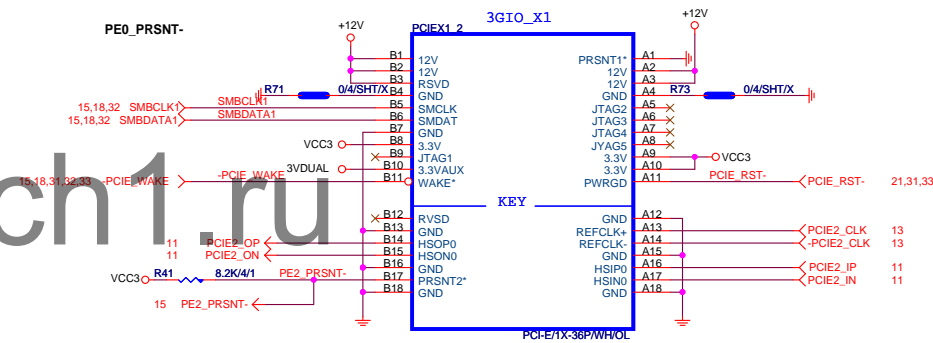 3GIO_X1
+12V
+12V
PE0_PRSNT-
PCIEX1_2
B1 12V PRSNT1* A1
B2 12V 12V A2
B3 RSVD 12V A3
R71 0/4/SHT/X B4 GND GND A4 R73 0/4/SHT/X
15,18,32 SMBCLK1 SMBCLK1 B5 SMCLK JTAG2 A5
15,18,32 SMBDATA1 SMBDATA1 B6 SMDAT JTAG3 A6
B7 GND JTAG4 A7
VCC3 B8 3.3V JYAG5 A8
B9 JTAG1 3.3V A9 VCC3
3VDUAL B10 3.3VAUX 3.3V A10
15,18,31,32,33 -PCIE_WAKE -PCIE_WAKE B11 WAKE* PWRGD A11 PCIE_RST- PCIE_RST- 21,31,33
ch1.ru
KEY
B12 RVSD GND A12
B13 GND REFCLK+ A13 PCIE2_CLK 13
11 PCIE2_OP B14 HSOP0 REFCLK- A14 -PCIE2_CLK 13
11 PCIE2_ON B15 HSON0 GND A15
B16 GND HSIP0 A16 PCIE2_IP 11
VCC3 R41 8.2K/4/1 PE2_PRSNT- B17 PRSNT2* HSIN0 A17 PCIE2_IN 11
B18 GND GND A18
15 PE2_PRSNT-
PCI-E/1X-36P/WH/OL